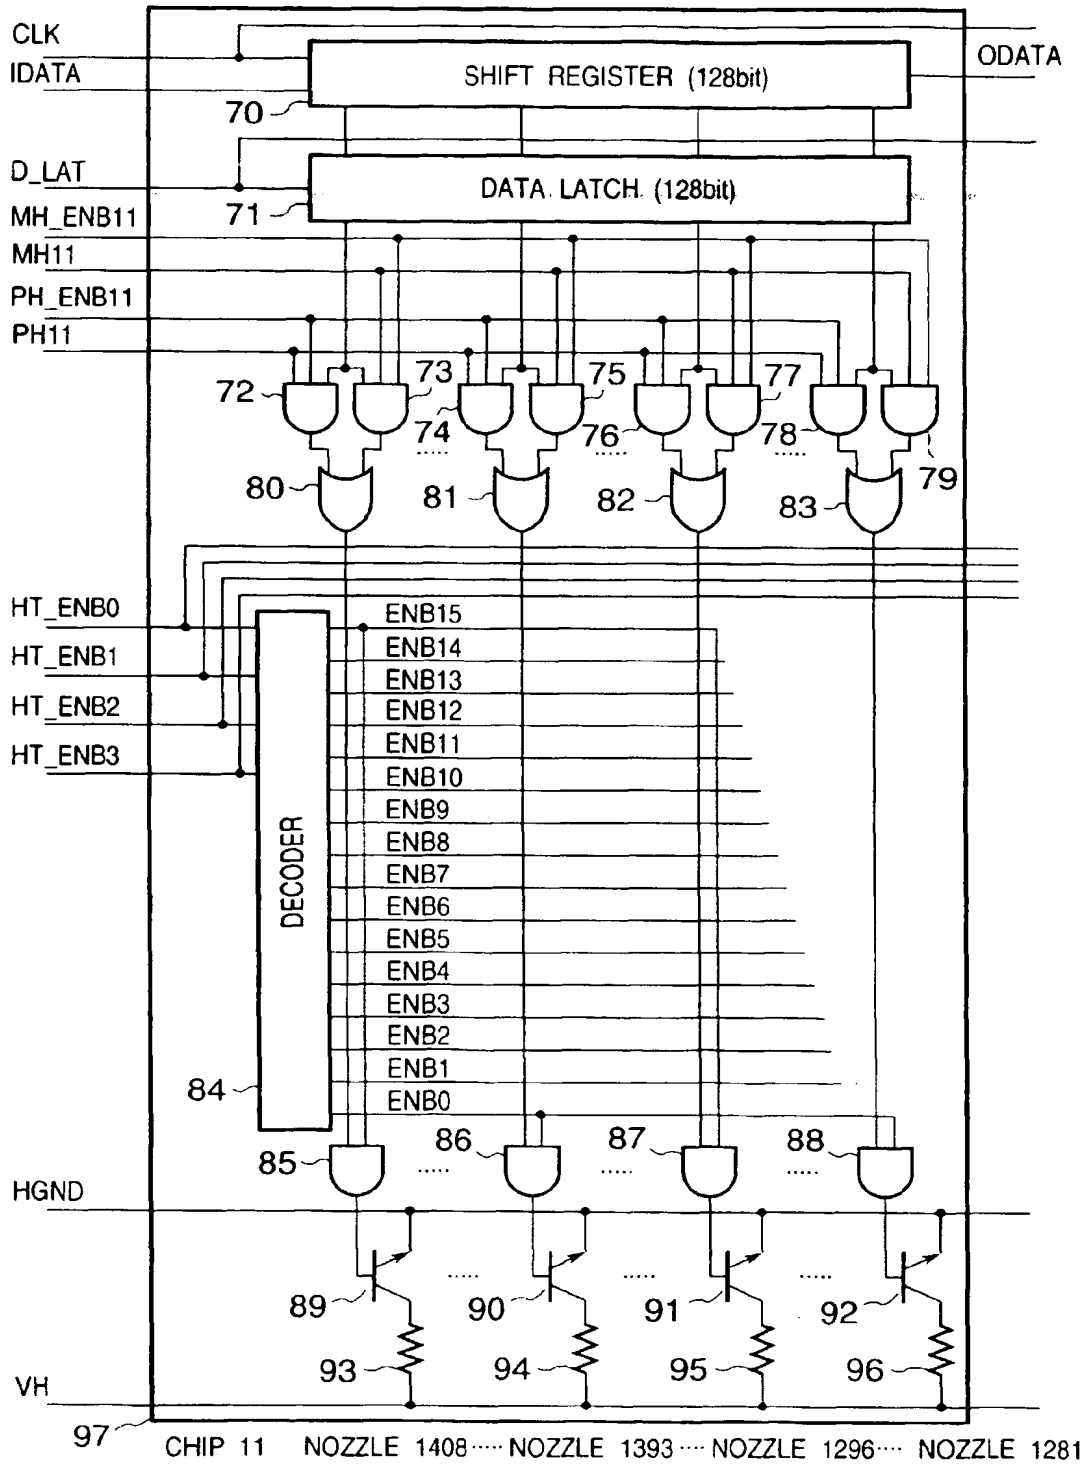 CLK
IDATA
ODATA
SHIFT REGISTER (128bit)
70
D_LAT
DATA LATCH (128bit)
71
MH_ENB11
MH11
PH_ENB11
PH11
72
73
74
75
76
77
78
79
80
81
82
83
HT_ENB0
HT_ENB1
HT_ENB2
HT_ENB3
DECODER
84
ENB15
ENB14
ENB13
ENB12
ENB11
ENB10
ENB9
ENB8
ENB7
ENB6
ENB5
ENB4
ENB3
ENB2
ENB1
ENB0
85
86
87
88
HGND
89
90
91
92
93
94
95
96
VH
97
CHIP 11 NOZZLE 1408 ····· NOZZLE 1393 ···· NOZZLE 1296 ···· NOZZLE 1281